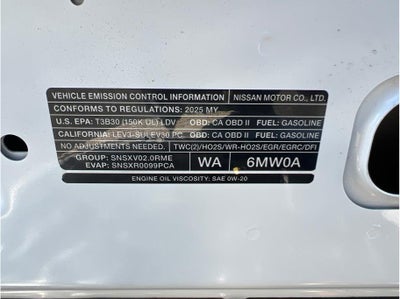 VEHICLE EMISSION CONTROL INFORMATION NISSAN MOTOR CO., LTD.
CONFORMS TO REGULATIONS: 2025 MY
U.S. EPA: T3B30 (150K UL) LDV OBD: CA OBD II FUEL: GASOLINE
CALIFORNIA: LEV3-SULEV30 PC OBD: CA OBD II FUEL: GASOLINE
NO ADJUSTMENTS NEEDED. TWC(2)/HO2S/WR-HO2S/EGR/EGRC/DFI
GROUP: SNSXV02.0RME WA 6MW0A
EVAP: SNSXR0099PCA
ENGINE OIL VISCOSITY: SAE 0W-20